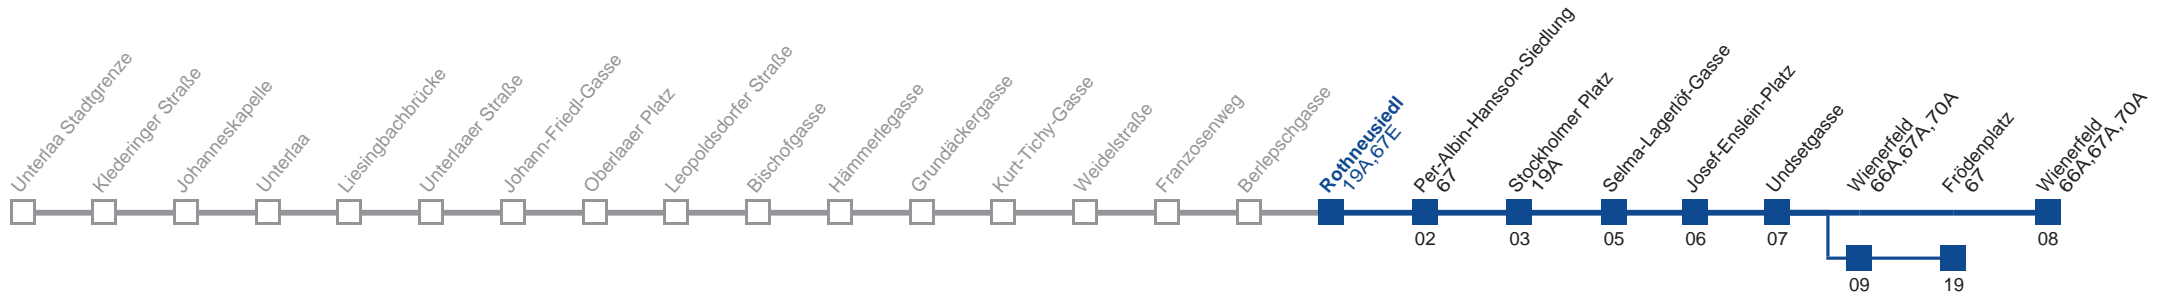 Unterlaa Stadtgrenze
Klederinger Straße
Johanneskapelle
Unterlaa
Liesingbachbrücke
Unterlaaer Straße
Johann-Friedl-Gasse
Oberlaaer Platz
Leopoldsdorfer Straße
Bischofgasse
Hämmerlegasse
Grundäckergasse
Kurt-Tichy-Gasse
Weidelstraße
Franzosenweg
Berlepschgasse
Rothneusiedl
19A,67E
Per-Albin-Hansson-Siedlung
67
Stockholmer Platz
19A
Selma-Lagerlöf-Gasse
Josef-Enslein-Platz
Undsetgasse
Wienerfeld
66A,67A,70A
Frödenplatz
67
Wienerfeld
66A,67A,70A
02
03
05
06
07
08
09
19